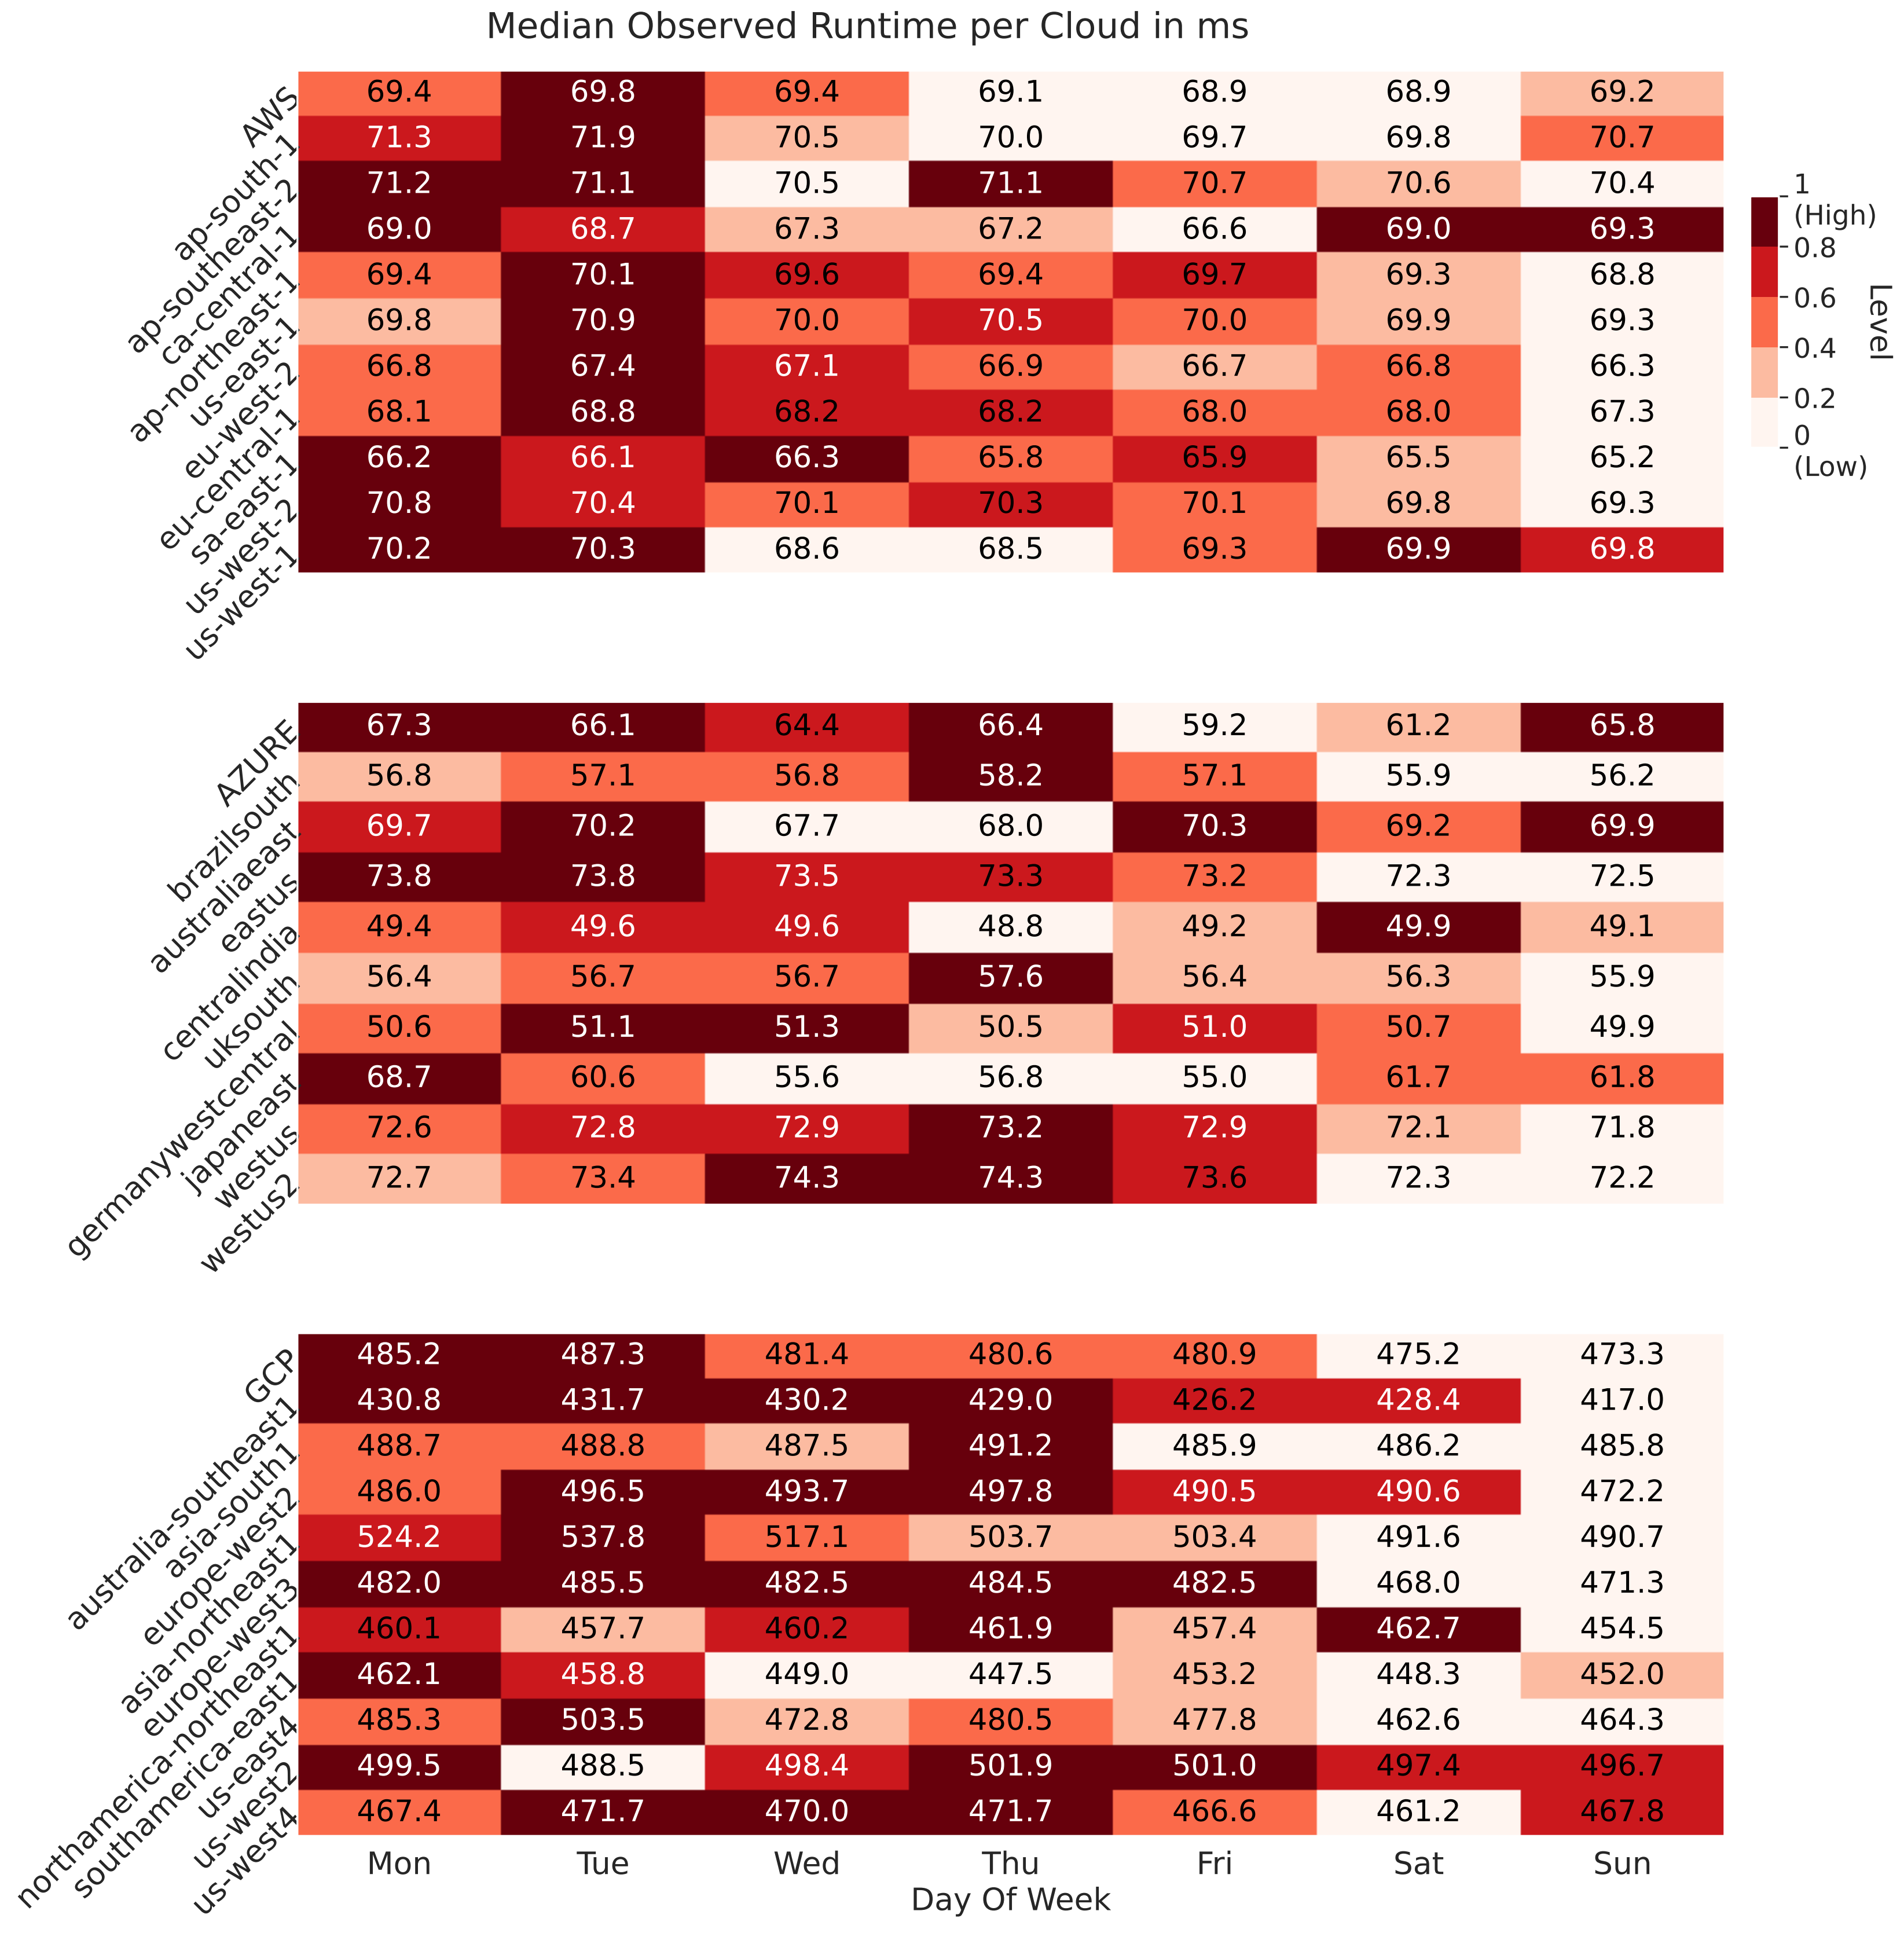 Median Observed Runtime per Cloud in ms
AWS 69.4 69.8 69.4 69.1 68.9 68.9 69.2
ap-south-1 71.3 71.9 70.5 70.0 69.7 69.8 70.7
ap-southeast-2 71.2 71.1 70.5 71.1 70.7 70.6 70.4
ca-central-1 69.0 68.7 67.3 67.2 66.6 69.0 69.3
ap-northeast-1 69.4 70.1 69.6 69.4 69.7 69.3 68.8
us-east-1 69.8 70.9 70.0 70.5 70.0 69.9 69.3
eu-west-2 66.8 67.4 67.1 66.9 66.7 66.8 66.3
eu-central-1 68.1 68.8 68.2 68.2 68.0 68.0 67.3
sa-east-1 66.2 66.1 66.3 65.8 65.9 65.5 65.2
us-west-2 70.8 70.4 70.1 70.3 70.1 69.8 69.3
us-west-1 70.2 70.3 68.6 68.5 69.3 69.9 69.8
1
(High)
0.8
0.6
0.4
0.2
0
(Low)
Level
AZURE 67.3 66.1 64.4 66.4 59.2 61.2 65.8
brazilsouth 56.8 57.1 56.8 58.2 57.1 55.9 56.2
australiaeast 69.7 70.2 67.7 68.0 70.3 69.2 69.9
eastus 73.8 73.8 73.5 73.3 73.2 72.3 72.5
centralindia 49.4 49.6 49.6 48.8 49.2 49.9 49.1
uksouth 56.4 56.7 56.7 57.6 56.4 56.3 55.9
germanywestcentral 50.6 51.1 51.3 50.5 51.0 50.7 49.9
japaneast 68.7 60.6 55.6 56.8 55.0 61.7 61.8
westus 72.6 72.8 72.9 73.2 72.9 72.1 71.8
westus2 72.7 73.4 74.3 74.3 73.6 72.3 72.2
GCP 485.2 487.3 481.4 480.6 480.9 475.2 473.3
australia-southeast1 430.8 431.7 430.2 429.0 426.2 428.4 417.0
asia-south1 488.7 488.8 487.5 491.2 485.9 486.2 485.8
europe-west2 486.0 496.5 493.7 497.8 490.5 490.6 472.2
asia-northeast1 524.2 537.8 517.1 503.7 503.4 491.6 490.7
europe-west3 482.0 485.5 482.5 484.5 482.5 468.0 471.3
northamerica-northeast1 460.1 457.7 460.2 461.9 457.4 462.7 454.5
southamerica-east1 462.1 458.8 449.0 447.5 453.2 448.3 452.0
us-east4 485.3 503.5 472.8 480.5 477.8 462.6 464.3
us-west2 499.5 488.5 498.4 501.9 501.0 497.4 496.7
us-west4 467.4 471.7 470.0 471.7 466.6 461.2 467.8
Mon Tue Wed Thu Fri Sat Sun
Day Of Week